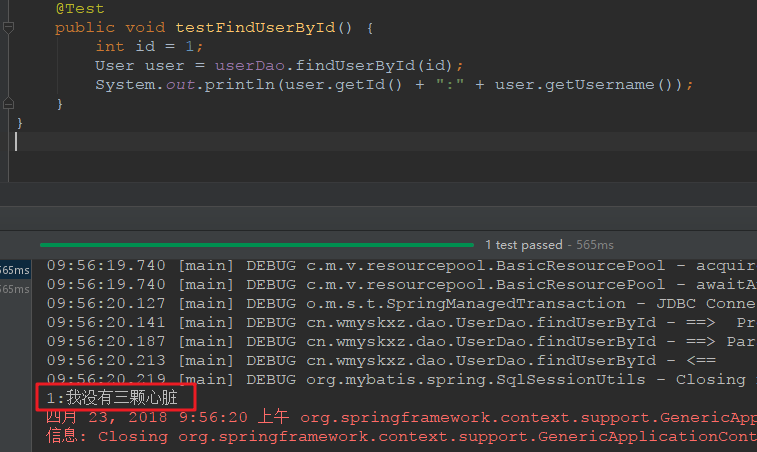 @Test
public void testFindUserById() {
int id = 1;
User user = userDao.findUserById(id);
System.out.println(user.getId() + ":" + user.getUsername());
}
}
1 test passed - 565ms
565ms
09:56:19.740 [main] DEBUG c.m.v.resourcepool.BasicResourcePool - acquir
565ms
09:56:19.740 [main] DEBUG c.m.v.resourcepool.BasicResourcePool - awaitA
09:56:20.127 [main] DEBUG o.m.s.t.SpringManagedTransaction - JDBC Conne
09:56:20.141 [main] DEBUG cn.wmyskxz.dao.UserDao.findUserById - ==>  Pr
09:56:20.187 [main] DEBUG cn.wmyskxz.dao.UserDao.findUserById - ==> Par
09:56:20.213 [main] DEBUG cn.wmyskxz.dao.UserDao.findUserById - <==
09:56:20.219 [main] DEBUG org.mybatis.spring.SqlSessionUtils - Closing
1:我没有三颗心脏
四月 23, 2018 9:56:20 上午 org.springframework.context.support.GenericApp
信息: Closing org.springframework.context.support.GenericApplicationCont